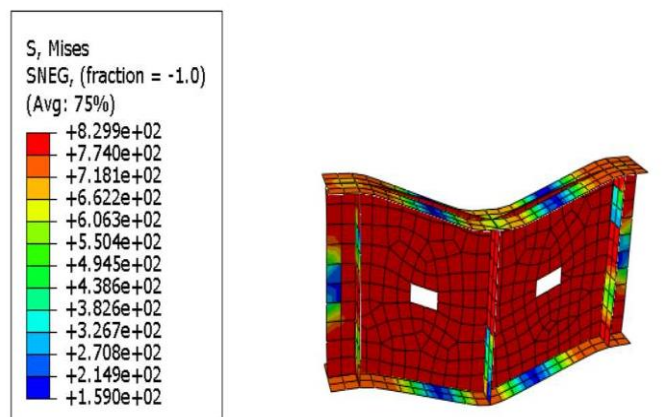 S, Mises
SNEG, (fraction = -1.0)
(Avg: 75%)
+8.299e+02
+7.740e+02
+7.181e+02
+6.622e+02
+6.063e+02
+5.504e+02
+4.945e+02
+4.386e+02
+3.826e+02
+3.267e+02
+2.708e+02
+2.149e+02
+1.590e+02